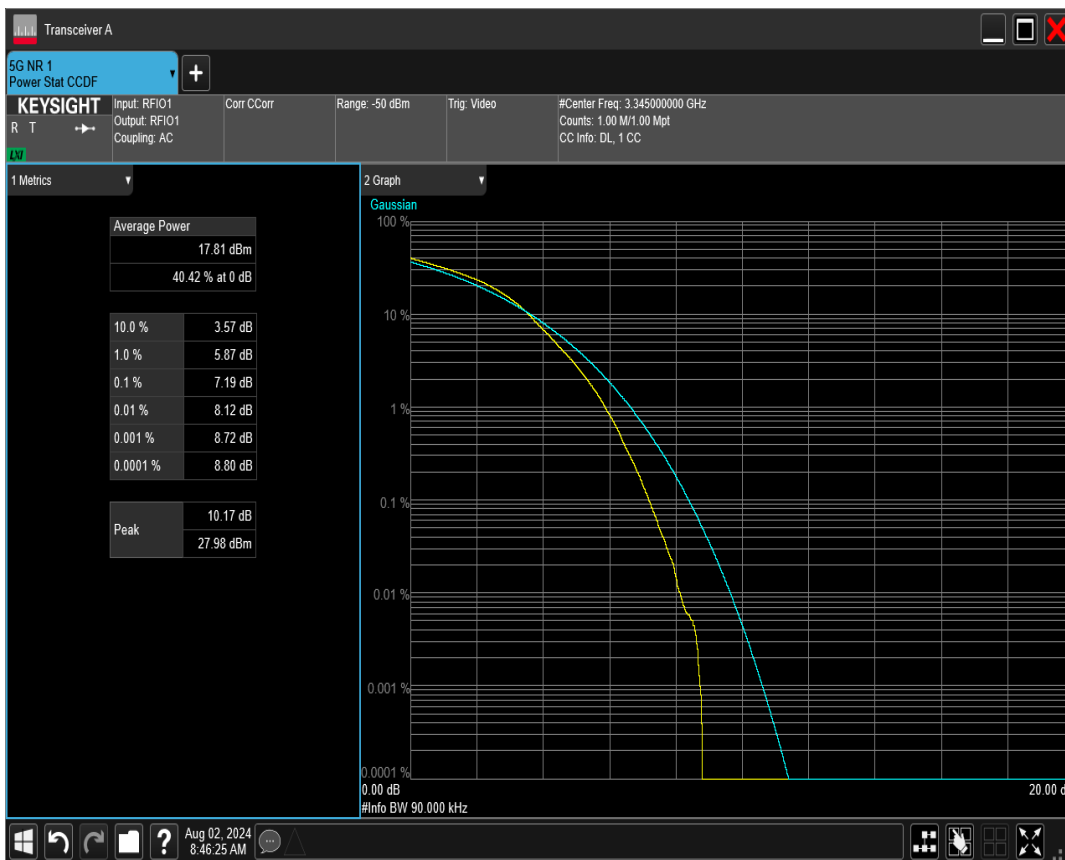 Transceiver A
5G NR 1
Power Stat CCDF
+
KEYSIGHT
R T
LXI
Input: RFIO1
Output: RFIO1
Coupling: AC
Corr CCorr
Range: -50 dBm
Trig: Video
#Center Freq: 3.345000000 GHz
Counts: 1.00 M/1.00 Mpt
CC Info: DL, 1 CC
1 Metrics
Average Power
17.81 dBm
40.42 % at 0 dB
10.0 % 3.57 dB
1.0 % 5.87 dB
0.1 % 7.19 dB
0.01 % 8.12 dB
0.001 % 8.72 dB
0.0001 % 8.80 dB
Peak
10.17 dB
27.98 dBm
2 Graph
Gaussian
100 %
10 %
1 %
0.1 %
0.01 %
0.001 %
0.0001 %
0.00 dB
20.00 d
#Info BW 90.000 kHz
?
Aug 02, 2024
8:46:25 AM